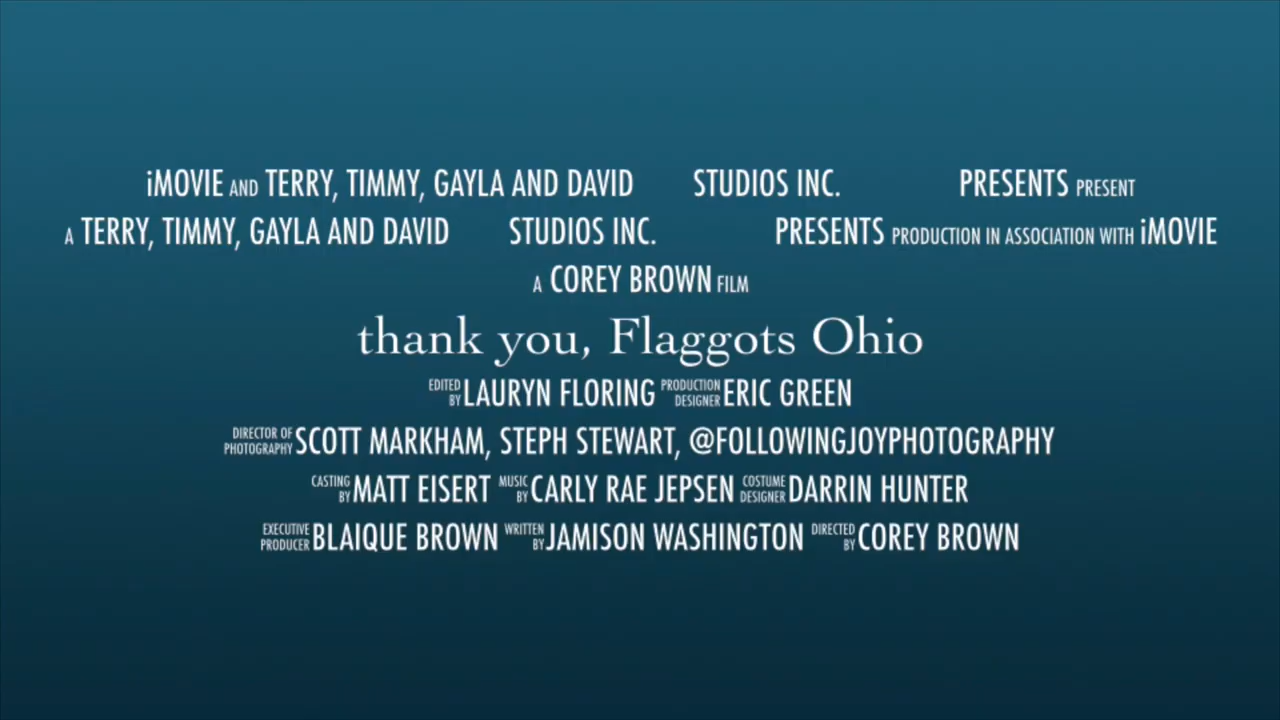 iMOVIE AND TERRY, TIMMY, GAYLA AND DAVID STUDIOS INC. PRESENTS PRESENT
A TERRY, TIMMY, GAYLA AND DAVID STUDIOS INC. PRESENTS PRODUCTION IN ASSOCIATION WITH iMOVIE
A COREY BROWN FILM
thank you, Flaggots Ohio
EDITED BY LAURYN FLORING PRODUCTION DESIGNER ERIC GREEN
DIRECTOR OF PHOTOGRAPHY SCOTT MARKHAM, STEPH STEWART, @FOLLOWINGJOYPHOTOGRAPHY
CASTING BY MATT EISERT MUSIC BY CARLY RAE JEPSEN COSTUME DESIGNER DARRIN HUNTER
EXECUTIVE PRODUCER BLAIQUE BROWN WRITTEN BY JAMISON WASHINGTON DIRECTED BY COREY BROWN